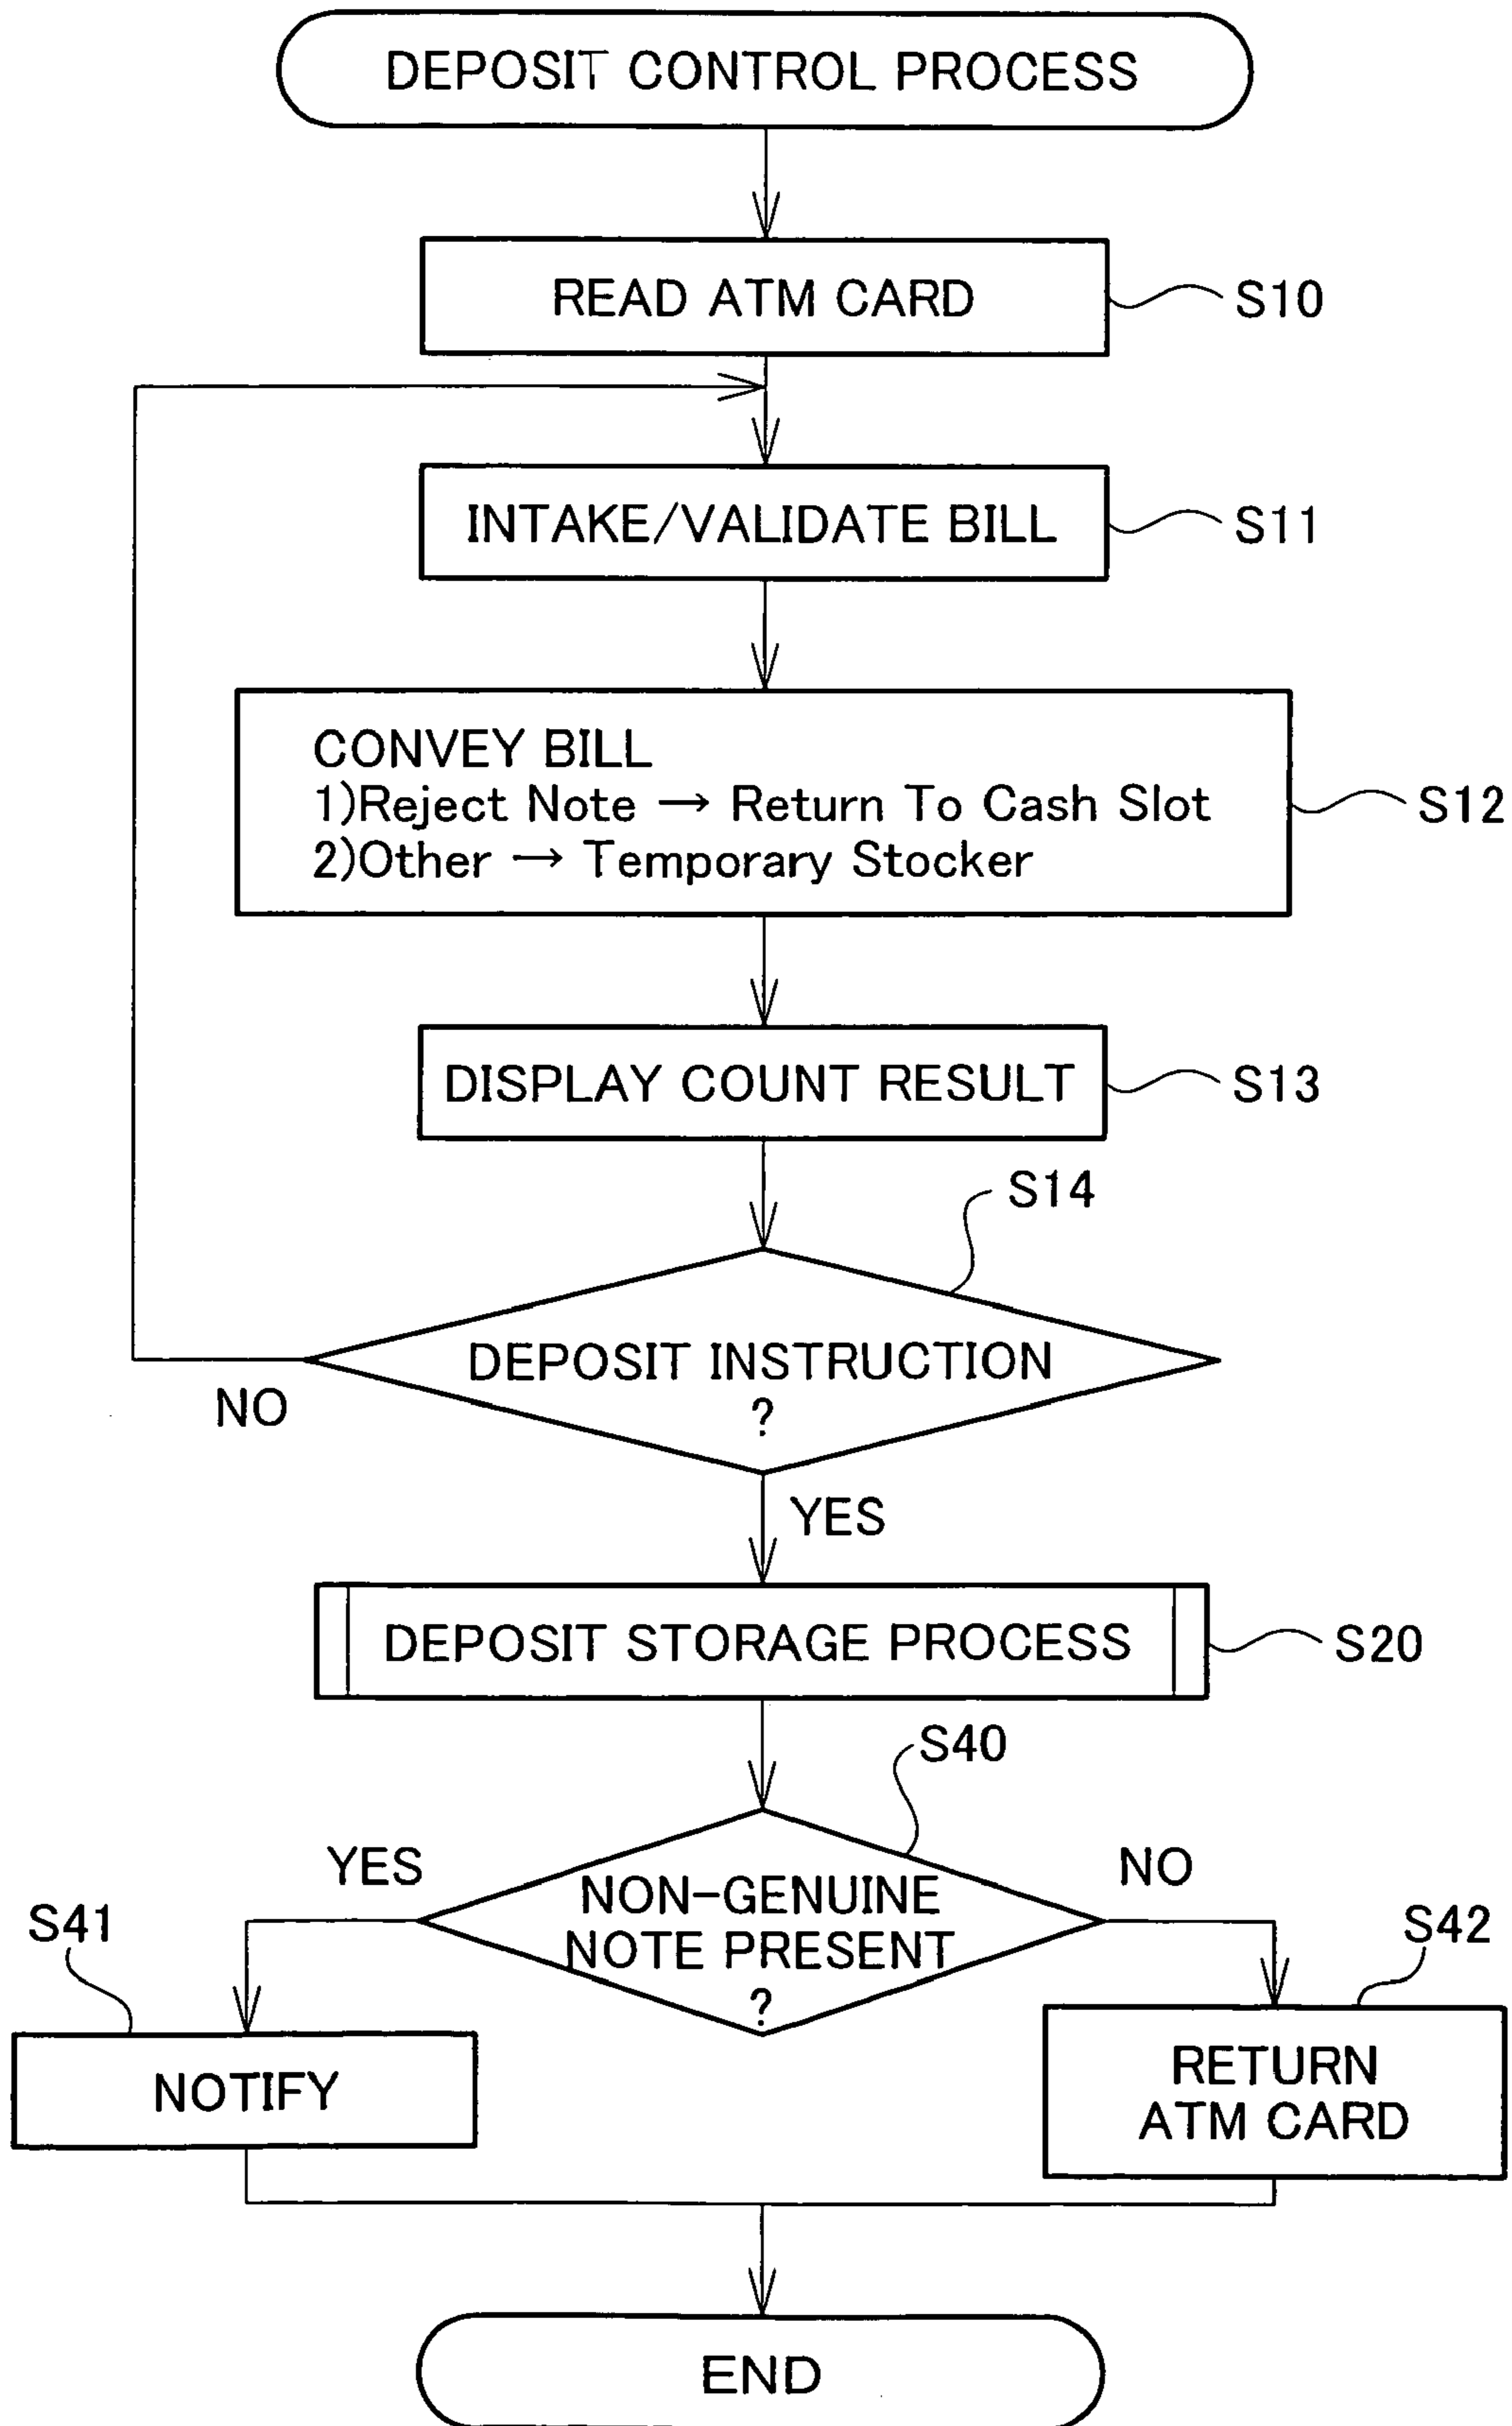 DEPOSIT CONTROL PROCESS
READ ATM CARD
S10
INTAKE/VALIDATE BILL
S11
CONVEY BILL
1)Reject Note → Return To Cash Slot
2)Other → Temporary Stocker
S12
DISPLAY COUNT RESULT
S13
S14
DEPOSIT INSTRUCTION
?
NO
YES
DEPOSIT STORAGE PROCESS
S20
S40
YES
NO
NON-GENUINE
NOTE PRESENT
?
S41
S42
NOTIFY
RETURN
ATM CARD
END